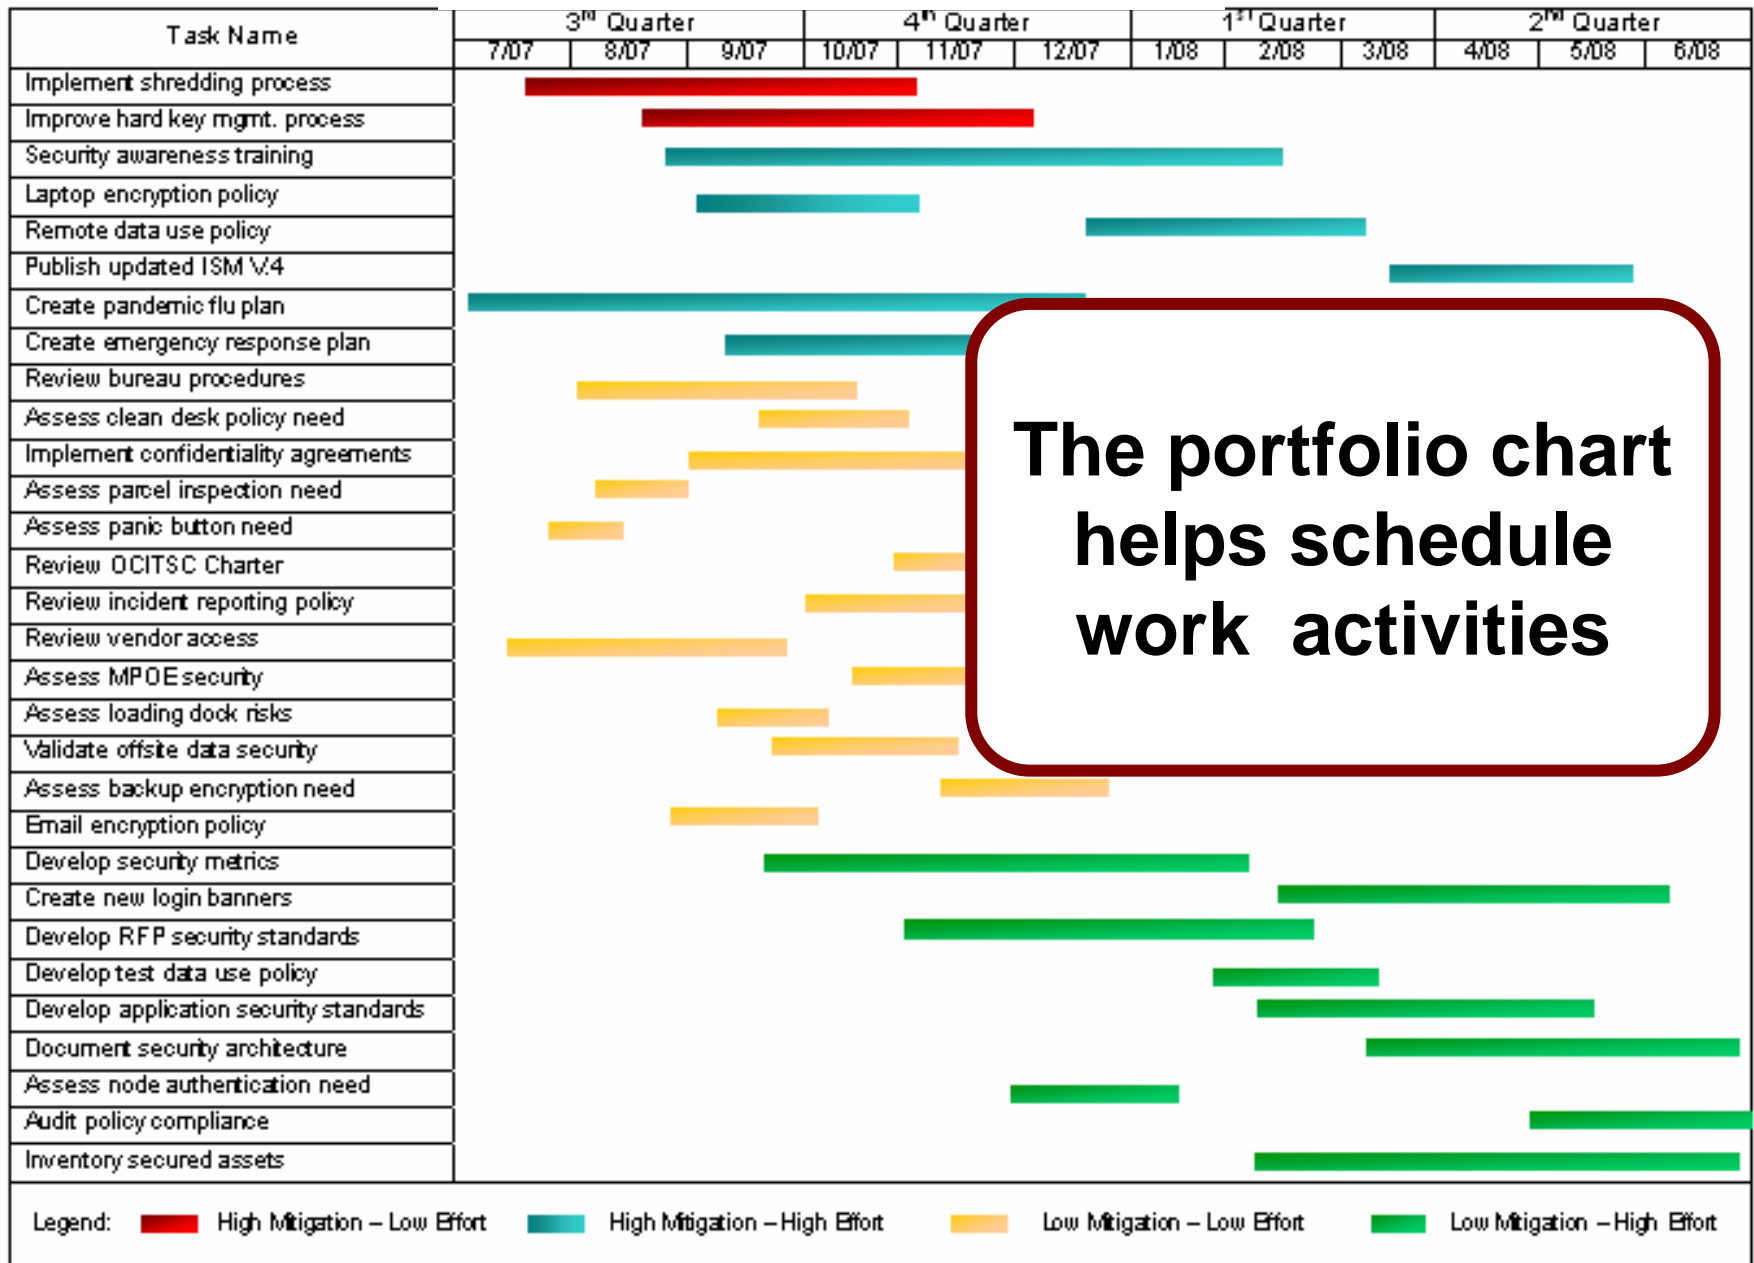 Task Name
3rd Quarter 4th Quarter 1st Quarter 2nd Quarter
7/07 8/07 9/07 10/07 11/07 12/07 1/08 2/08 3/08 4/08 5/08 6/08
Implement shredding process
Improve hard key mgmt. process
Security awareness training
Laptop encryption policy
Remote data use policy
Publish updated ISM V.4
Create pandemic flu plan
Create emergency response plan
Review bureau procedures
Assess clean desk policy need
Implement confidentiality agreements
Assess parcel inspection need
Assess panic button need
Review OCITSC Charter
Review incident reporting policy
Review vendor access
Assess MPOE security
Assess loading dock risks
Validate offsite data security
Assess backup encryption need
Email encryption policy
Develop security metrics
Create new login banners
Develop RFP security standards
Develop test data use policy
Develop application security standards
Document security architecture
Assess node authentication need
Audit policy compliance
Inventory secured assets
The portfolio chart
helps schedule
work activities
Legend: High Mitigation – Low Effort High Mitigation – High Effort Low Mitigation – Low Effort Low Mitigation – High Effort